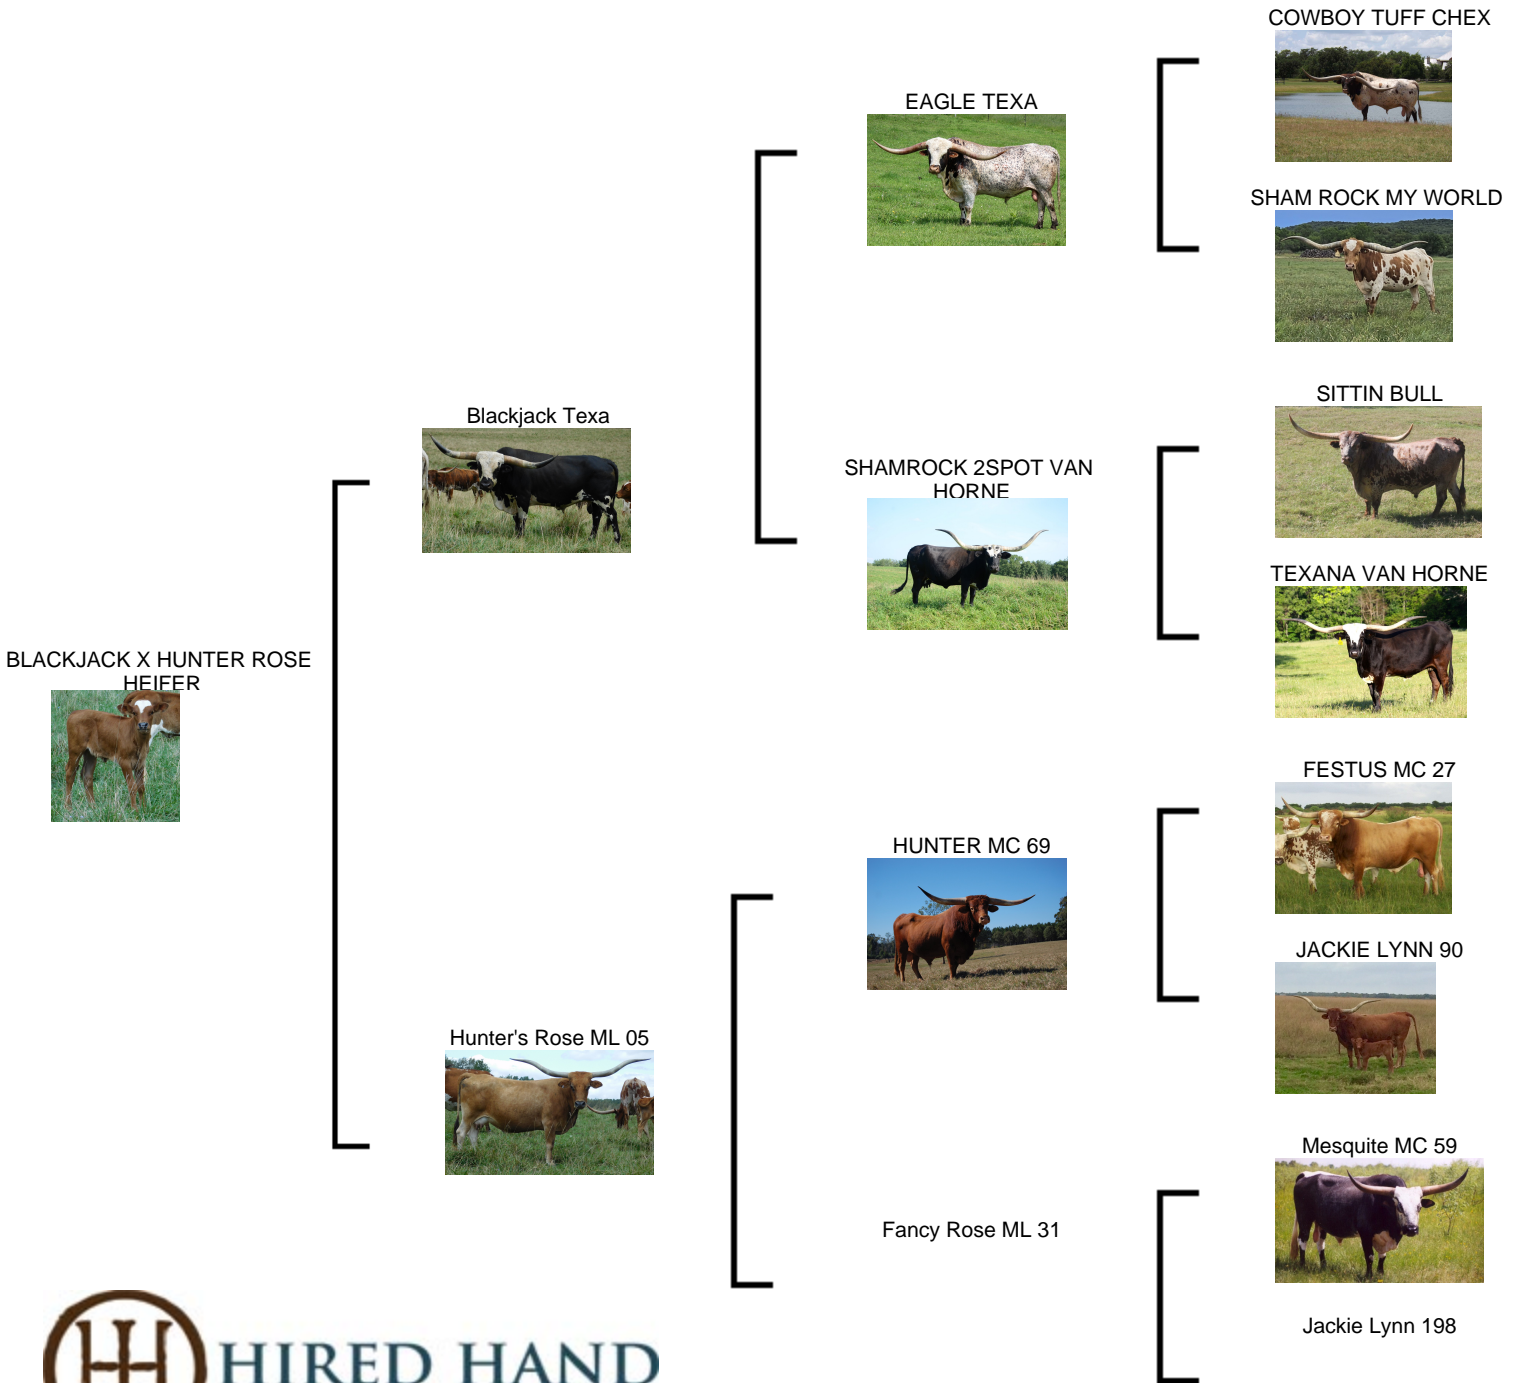 COWBOY TUFF CHEX
EAGLE TEXA
SHAM ROCK MY WORLD
Blackjack Texa
SITTIN BULL
SHAMROCK 2SPOT VAN
HORNE
TEXANA VAN HORNE
BLACKJACK X HUNTER ROSE
HEIFER
FESTUS MC 27
HUNTER MC 69
JACKIE LYNN 90
Hunter's Rose ML 05
Mesquite MC 59
Fancy Rose ML 31
Jackie Lynn 198
HIRED HAND